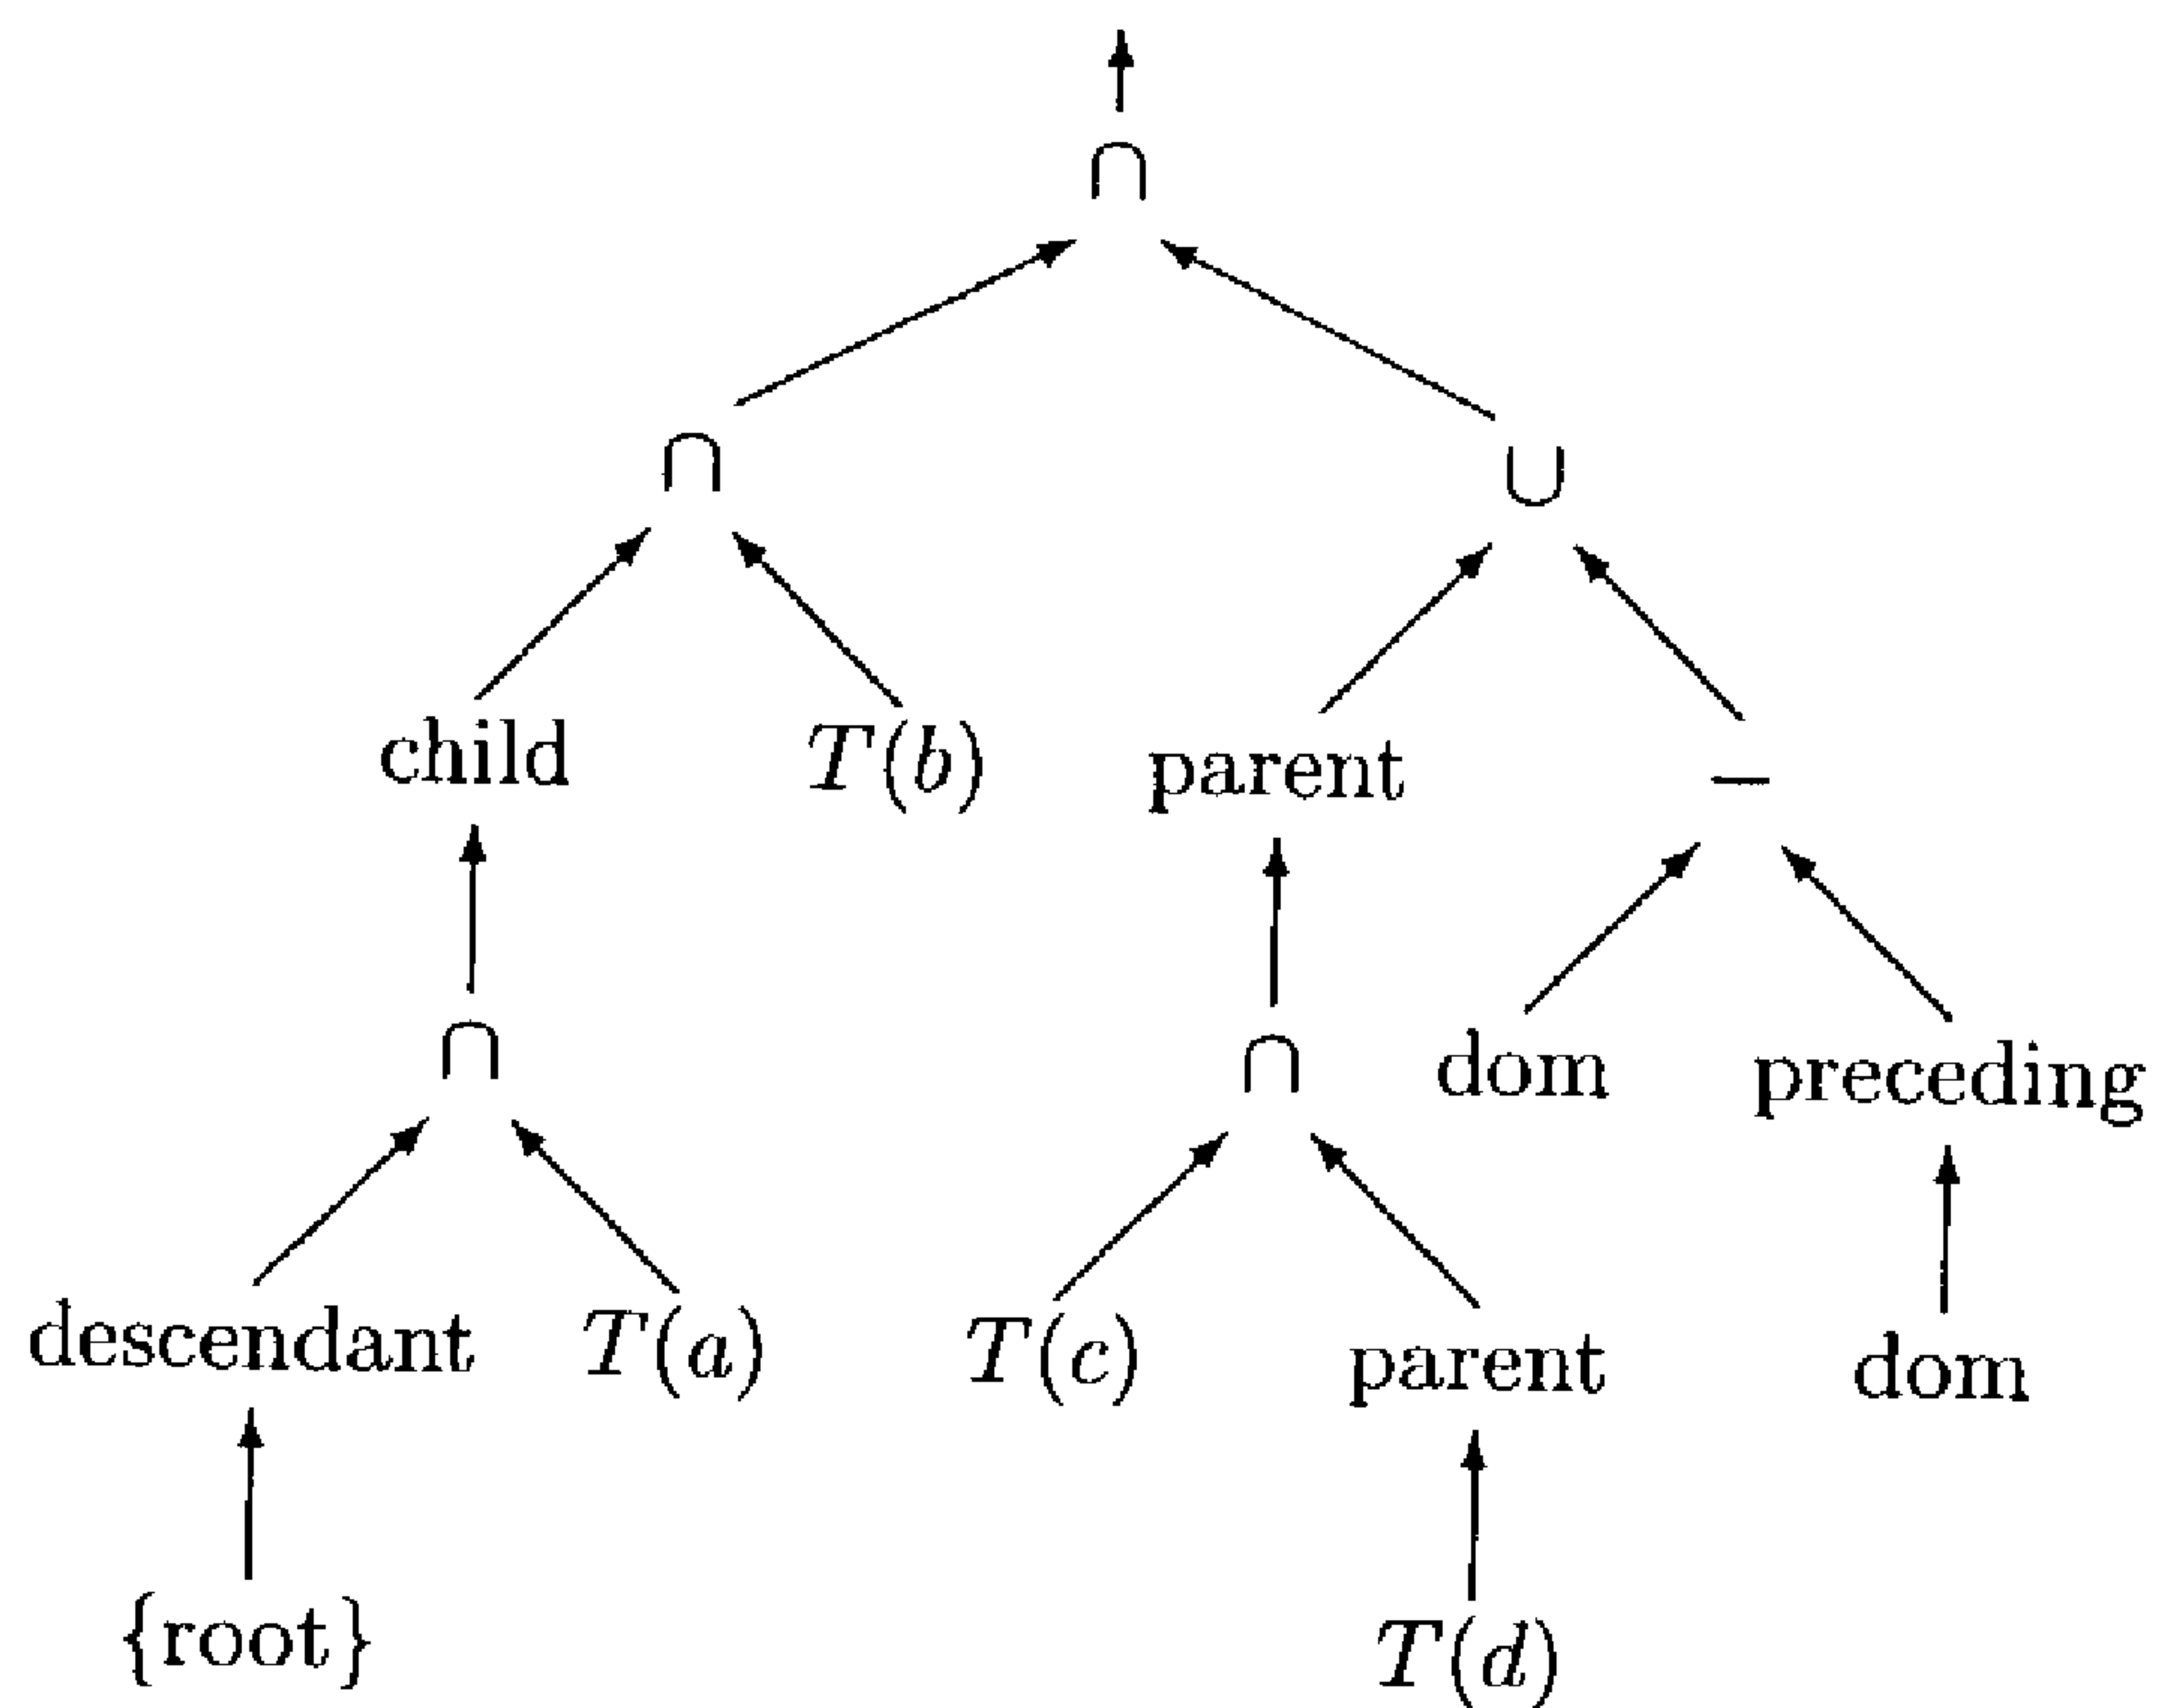 ∩
∩ ∪
child T(b) parent −
∩ ∩ dom preceding
descendant T(a) T(c) parent dom
{root} T(d)